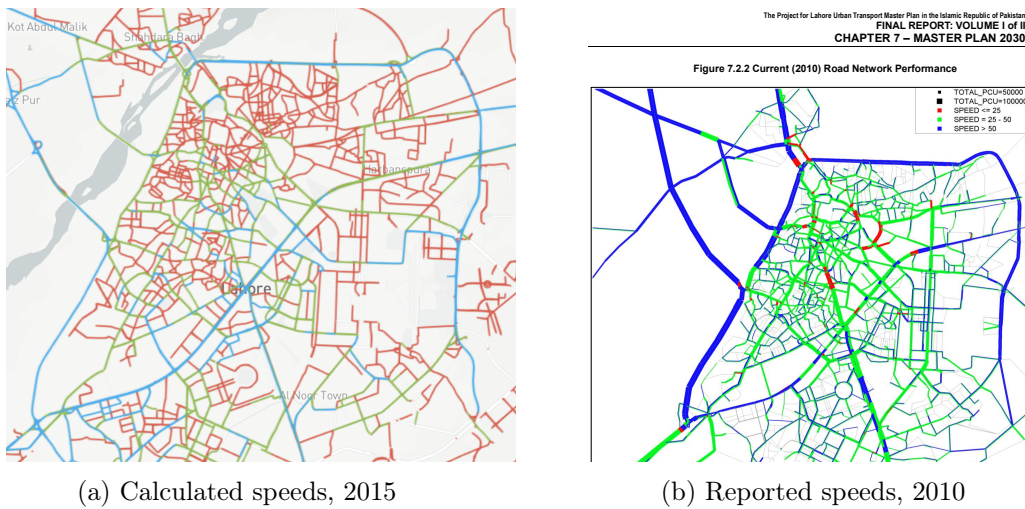 Kot Abdul Malik
Shahdara Bagh
Lahore
Al Noor Town
(a) Calculated speeds, 2015
The Project for Lahore Urban Transport Master Plan in the Islamic Republic of Pakistan
FINAL REPORT: VOLUME I of II
CHAPTER 7 – MASTER PLAN 2030
Figure 7.2.2 Current (2010) Road Network Performance
TOTAL_PCU=50000
TOTAL_PCU=100000
SPEED <= 25
SPEED = 25 - 50
SPEED > 50
(b) Reported speeds, 2010